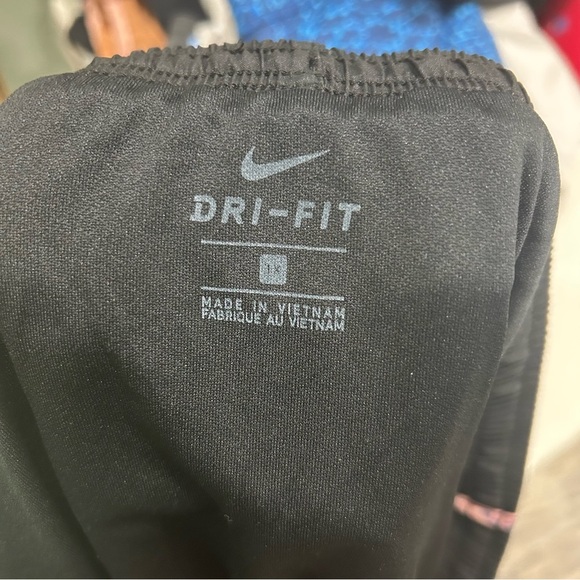 DRI-FIT
1X
MADE IN VIETNAM
FABRIQUE AU VIETNAM